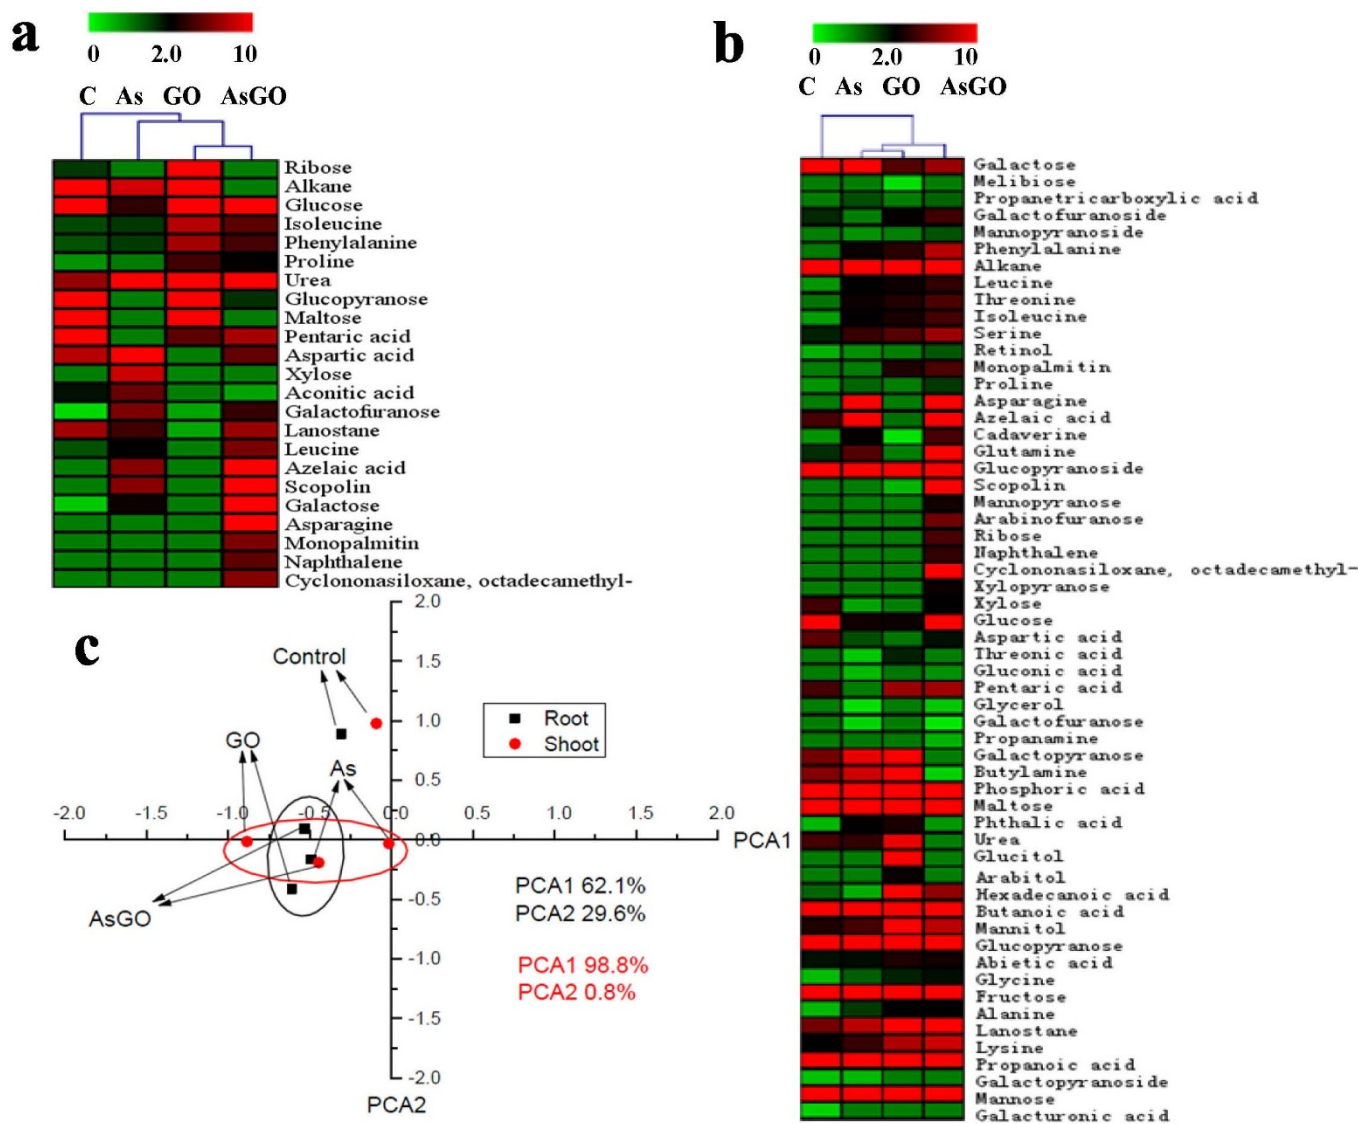 a
0 2.0 10
C As GO AsGO
Ribose
Alkane
Glucose
Isoleucine
Phenylalanine
Proline
Urea
Glucopyranose
Maltose
Pentaric acid
Aspartic acid
Xylose
Aconitic acid
Galactofuranose
Lanostane
Leucine
Azelaic acid
Scopolin
Galactose
Asparagine
Monopalmitin
Naphthalene
Cyclononasiloxane, octadecamethyl-
b
0 2.0 10
C As GO AsGO
Galactose
Melibiose
Propanetricarboxylic acid
Galactofuranoside
Mannopyranoside
Phenylalanine
Alkane
Leucine
Threonine
Isoleucine
Serine
Retinol
Monopalmitin
Proline
Asparagine
Azelaic acid
Cadaverine
Glutamine
Glucopyranoside
Scopolin
Mannopyranose
Arabinofuranose
Ribose
Naphthalene
Cyclononasiloxane, octadecamethyl-
Xylopyranose
Xylose
Glucose
Aspartic acid
Threonic acid
Gluconic acid
Pentaric acid
Glycerol
Galactofuranose
Propanamine
Galactopyranose
Butylamine
Phosphoric acid
Maltose
Phthalic acid
Urea
Glucitol
Arabitol
Hexadecanoic acid
Butanoic acid
Mannitol
Glucopyranose
Abietic acid
Glycine
Fructose
Alanine
Lanostane
Lysine
Propanoic acid
Galactopyranoside
Mannose
Galacturonic acid
c
2.0
1.5
1.0
0.5
0.0
-0.5
-1.0
-1.5
-2.0
Control
Root
Shoot
GO
As
-2.0 -1.5 -1.0 -0.5 0.0 0.5 1.0 1.5 2.0
PCA1
AsGO
PCA1 62.1%
PCA2 29.6%
PCA1 98.8%
PCA2 0.8%
PCA2